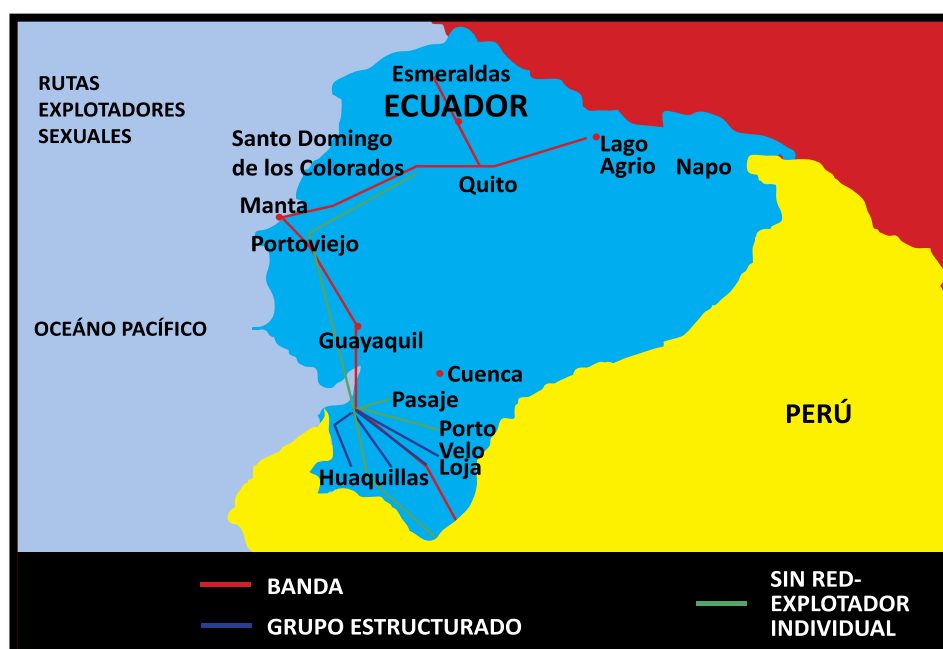 RUTAS
EXPLOTADORES
SEXUALES
Esmeraldas
ECUADOR
Santo Domingo
de los Colorados
Lago
Agrio
Napo
Quito
Manta
Portoviejo
OCEÁNO PACÍFICO
Guayaquil
Cuenca
Pasaje
PERÚ
Porto
Velo
Loja
Huaquillas
BANDA
GRUPO ESTRUCTURADO
SIN RED-
EXPLOTADOR
INDIVIDUAL